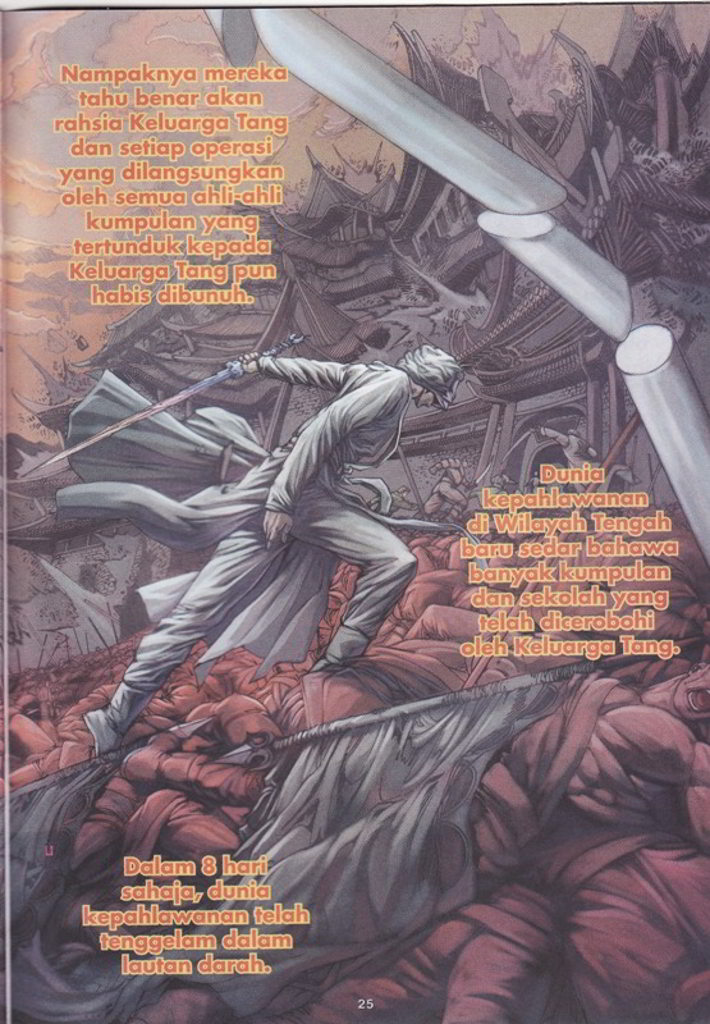 Nampaknya mereka
tahu benar akan
rahsia Keluarga Tang
dan setiap operasi
yang dilangsungkan
oleh semua ahli-ahli
kumpulan yang
tertunduk kepada
Keluarga Tang pun
habis dibunuh.
Dunia
kepahlawanan
di Wilayah Tengah
baru sedar bahawa
banyak kumpulan
dan sekolah yang
telah dicerobohi
oleh Keluarga Tang.
Dalam 8 hari
sahaja, dunia
kepahlawanan telah
tenggelam dalam
lautan darah.
25